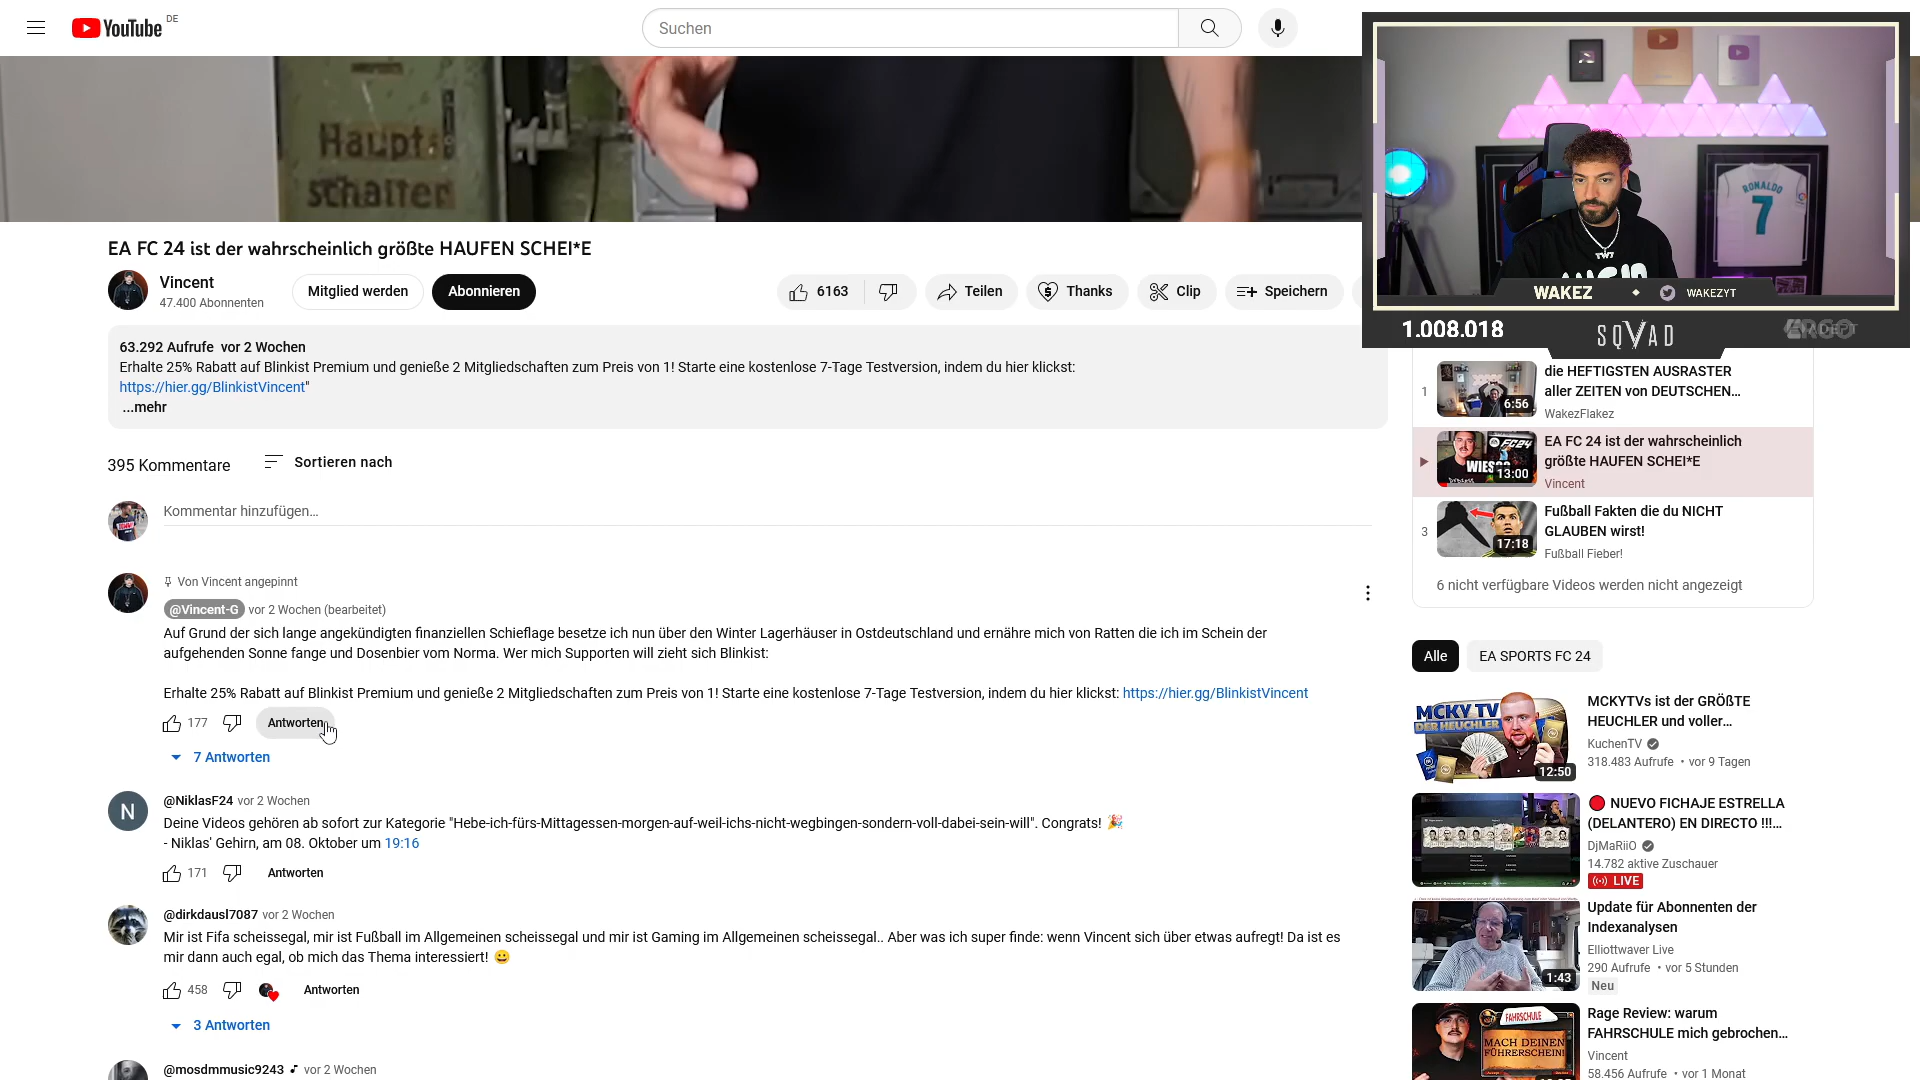 YouTube DE
Suchen
Haupt
schalter
EA FC 24 ist der wahrscheinlich größte HAUFEN SCHEI*E
Vincent
47.400 Abonnenten
Mitglied werden
Abonnieren
6163
Teilen
Thanks
Clip
Speichern
63.292 Aufrufe vor 2 Wochen
Erhalte 25% Rabatt auf Blinkist Premium und genieße 2 Mitgliedschaften zum Preis von 1! Starte eine kostenlose 7-Tage Testversion, indem du hier klickst:
https://hier.gg/BlinkistVincent"
...mehr
395 Kommentare
Sortieren nach
Kommentar hinzufügen...
Von Vincent angepinnt
@Vincent-G vor 2 Wochen (bearbeitet)
Auf Grund der sich lange angekündigten finanziellen Schieflage besetze ich nun über den Winter Lagerhäuser in Ostdeutschland und ernähre mich von Ratten die ich im Schein der
aufgehenden Sonne fange und Dosenbier vom Norma. Wer mich Supporten will zieht sich Blinkist:
Erhalte 25% Rabatt auf Blinkist Premium und genieße 2 Mitgliedschaften zum Preis von 1! Starte eine kostenlose 7-Tage Testversion, indem du hier klickst: https://hier.gg/BlinkistVincent
177 Antworten
7 Antworten
N
@NiklasF24 vor 2 Wochen
Deine Videos gehören ab sofort zur Kategorie "Hebe-ich-fürs-Mittagessen-morgen-auf-weil-ichs-nicht-wegbingen-sondern-voll-dabei-sein-will". Congrats! 🎉
- Niklas' Gehirn, am 08. Oktober um 19:16
171 Antworten
@dirkdausl7087 vor 2 Wochen
Mir ist Fifa scheissegal, mir ist Fußball im Allgemeinen scheissegal und mir ist Gaming im Allgemeinen scheissegal.. Aber was ich super finde: wenn Vincent sich über etwas aufregt! Da ist es
mir dann auch egal, ob mich das Thema interessiert! 😀
458 Antworten
3 Antworten
@mosdmmusic9243 vor 2 Wochen
RONALDO
7
WAKEZ
WAKEZYT
1.008.018
SQVAD
1
6:56
die HEFTIGSTEN AUSRASTER
aller ZEITEN von DEUTSCHEN...
WakezFlakez
FC24
WIESO
13:00
EA FC 24 ist der wahrscheinlich
größte HAUFEN SCHEI*E
Vincent
3
17:18
Fußball Fakten die du NICHT
GLAUBEN wirst!
Fußball Fieber!
6 nicht verfügbare Videos werden nicht angezeigt
Alle
EA SPORTS FC 24
MCKY TV
DER HEUCHLER
12:50
MCKYTVs ist der GRÖßTE
HEUCHLER und voller...
KuchenTV
318.483 Aufrufe • vor 9 Tagen
🔴 NUEVO FICHAJE ESTRELLA
(DELANTERO) EN DIRECTO !!!...
DjMaRiiO
14.782 aktive Zuschauer
LIVE
1:43
Update für Abonnenten der
Indexanalysen
Elliottwaver Live
290 Aufrufe • vor 5 Stunden
Neu
FAHRSCHULE
MACH DEINEN
FÜHRERSCHEIN!
Rage Review: warum
FAHRSCHULE mich gebrochen...
Vincent
58.456 Aufrufe • vor 1 Monat